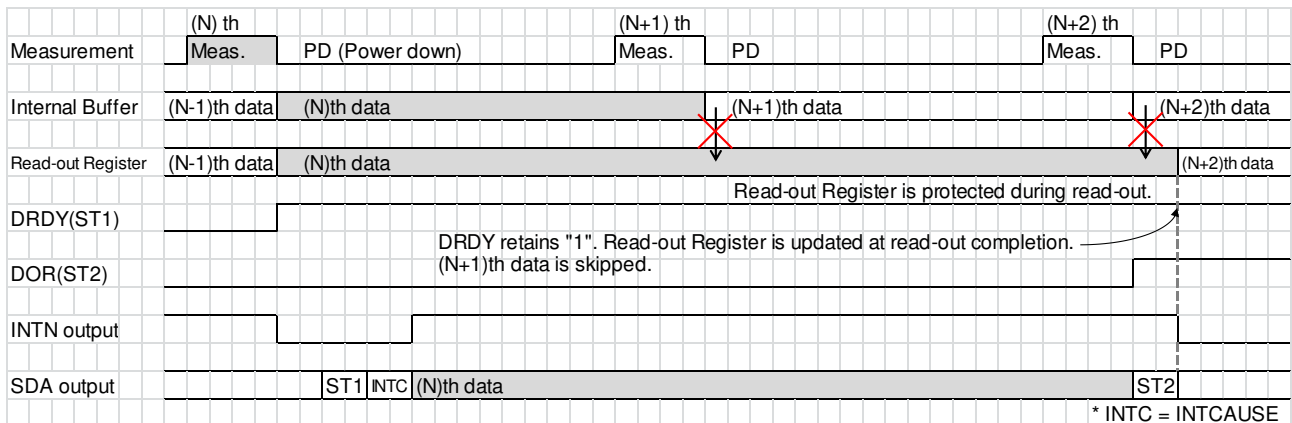 (N) th (N+1) th (N+2) th
Measurement Meas. PD (Power down) Meas. PD Meas. PD
Internal Buffer (N-1)th data (N)th data (N+1)th data (N+2)th data
Read-out Register (N-1)th data (N)th data (N+2)th data
Read-out Register is protected during read-out.
DRDY(ST1)
DRDY retains "1". Read-out Register is updated at read-out completion.
(N+1)th data is skipped.
DOR(ST2)
INTN output
SDA output ST1 INTC (N)th data ST2
* INTC = INTCAUSE